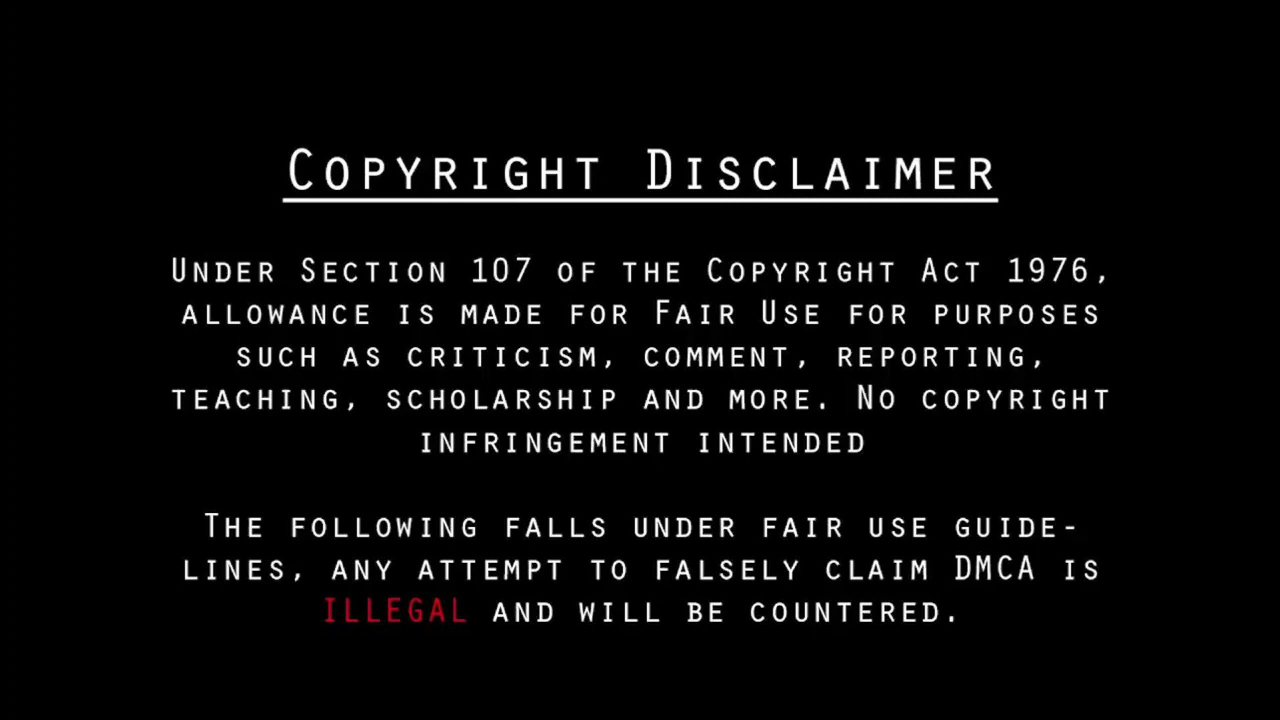 Copyright Disclaimer
Under Section 107 of the Copyright Act 1976,
allowance is made for Fair Use for purposes
such as criticism, comment, reporting,
teaching, scholarship and more. No copyright
infringement intended
The following falls under fair use guide-
lines, any attempt to falsely claim DMCA is
ILLEGAL and will be countered.